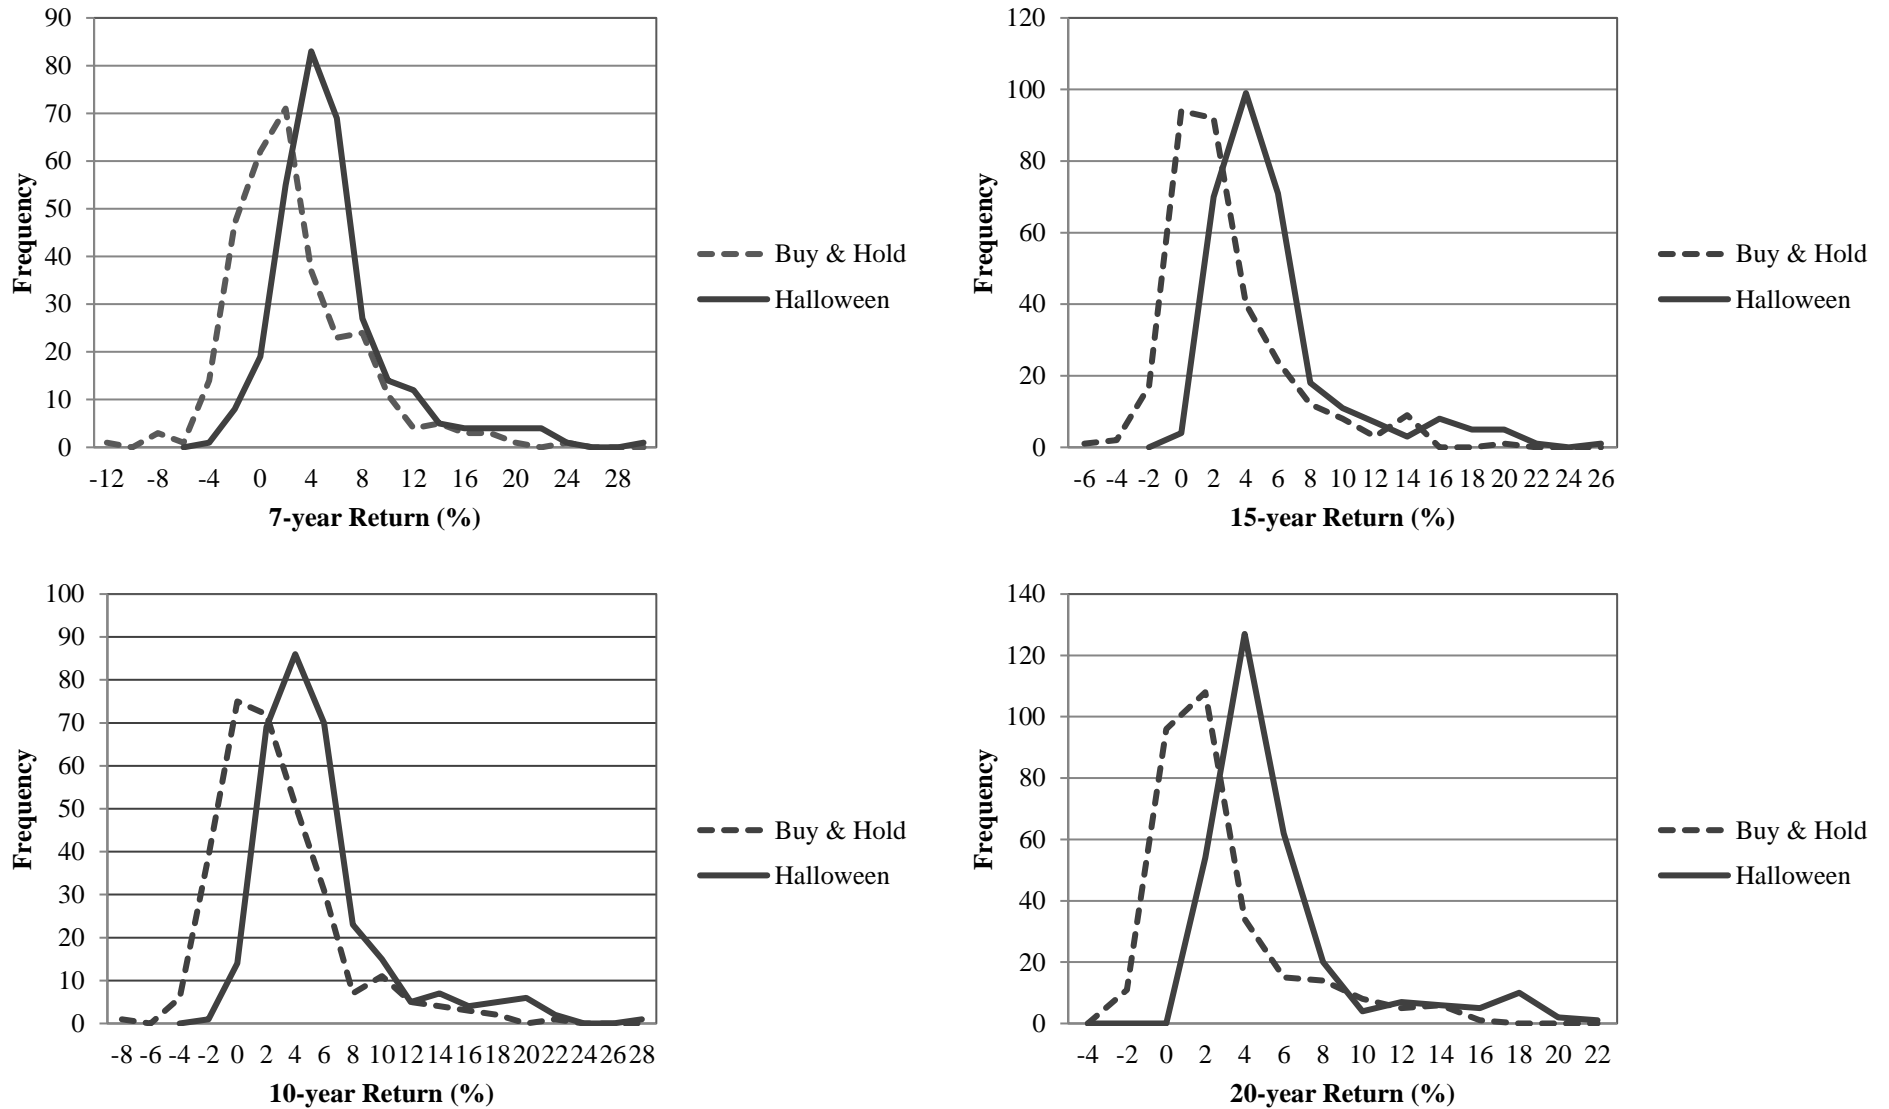 90
80
70
60
50
40
30
20
10
0
Frequency
-12 -8 -4 0 4 8 12 16 20 24 28
7-year Return (%)
Buy & Hold
Halloween
120
100
80
60
40
20
0
Frequency
-6 -4 -2 0 2 4 6 8 10 12 14 16 18 20 22 24 26
15-year Return (%)
Buy & Hold
Halloween
100
90
80
70
60
50
40
30
20
10
0
Frequency
-8 -6 -4 -2 0 2 4 6 8 10 12 14 16 18 20 22 24 26 28
10-year Return (%)
Buy & Hold
Halloween
140
120
100
80
60
40
20
0
Frequency
-4 -2 0 2 4 6 8 10 12 14 16 18 20 22
20-year Return (%)
Buy & Hold
Halloween